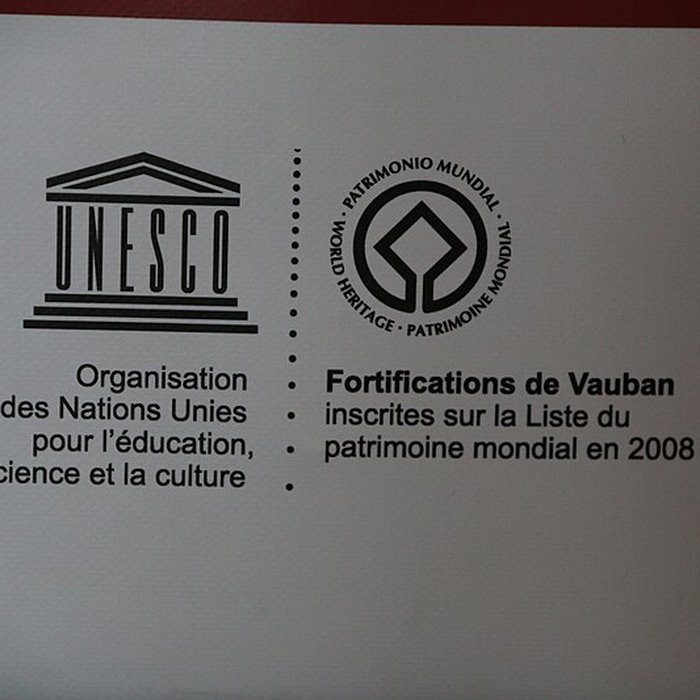 UNESCO
Organisation
des Nations Unies
pour l'éducation,
cience et la culture
PATRIMONIO MUNDIAL
WORLD HERITAGE
PATRIMOINE MONDIAL
Fortifications de Vauban
inscrites sur la Liste du
patrimoine mondial en 2008